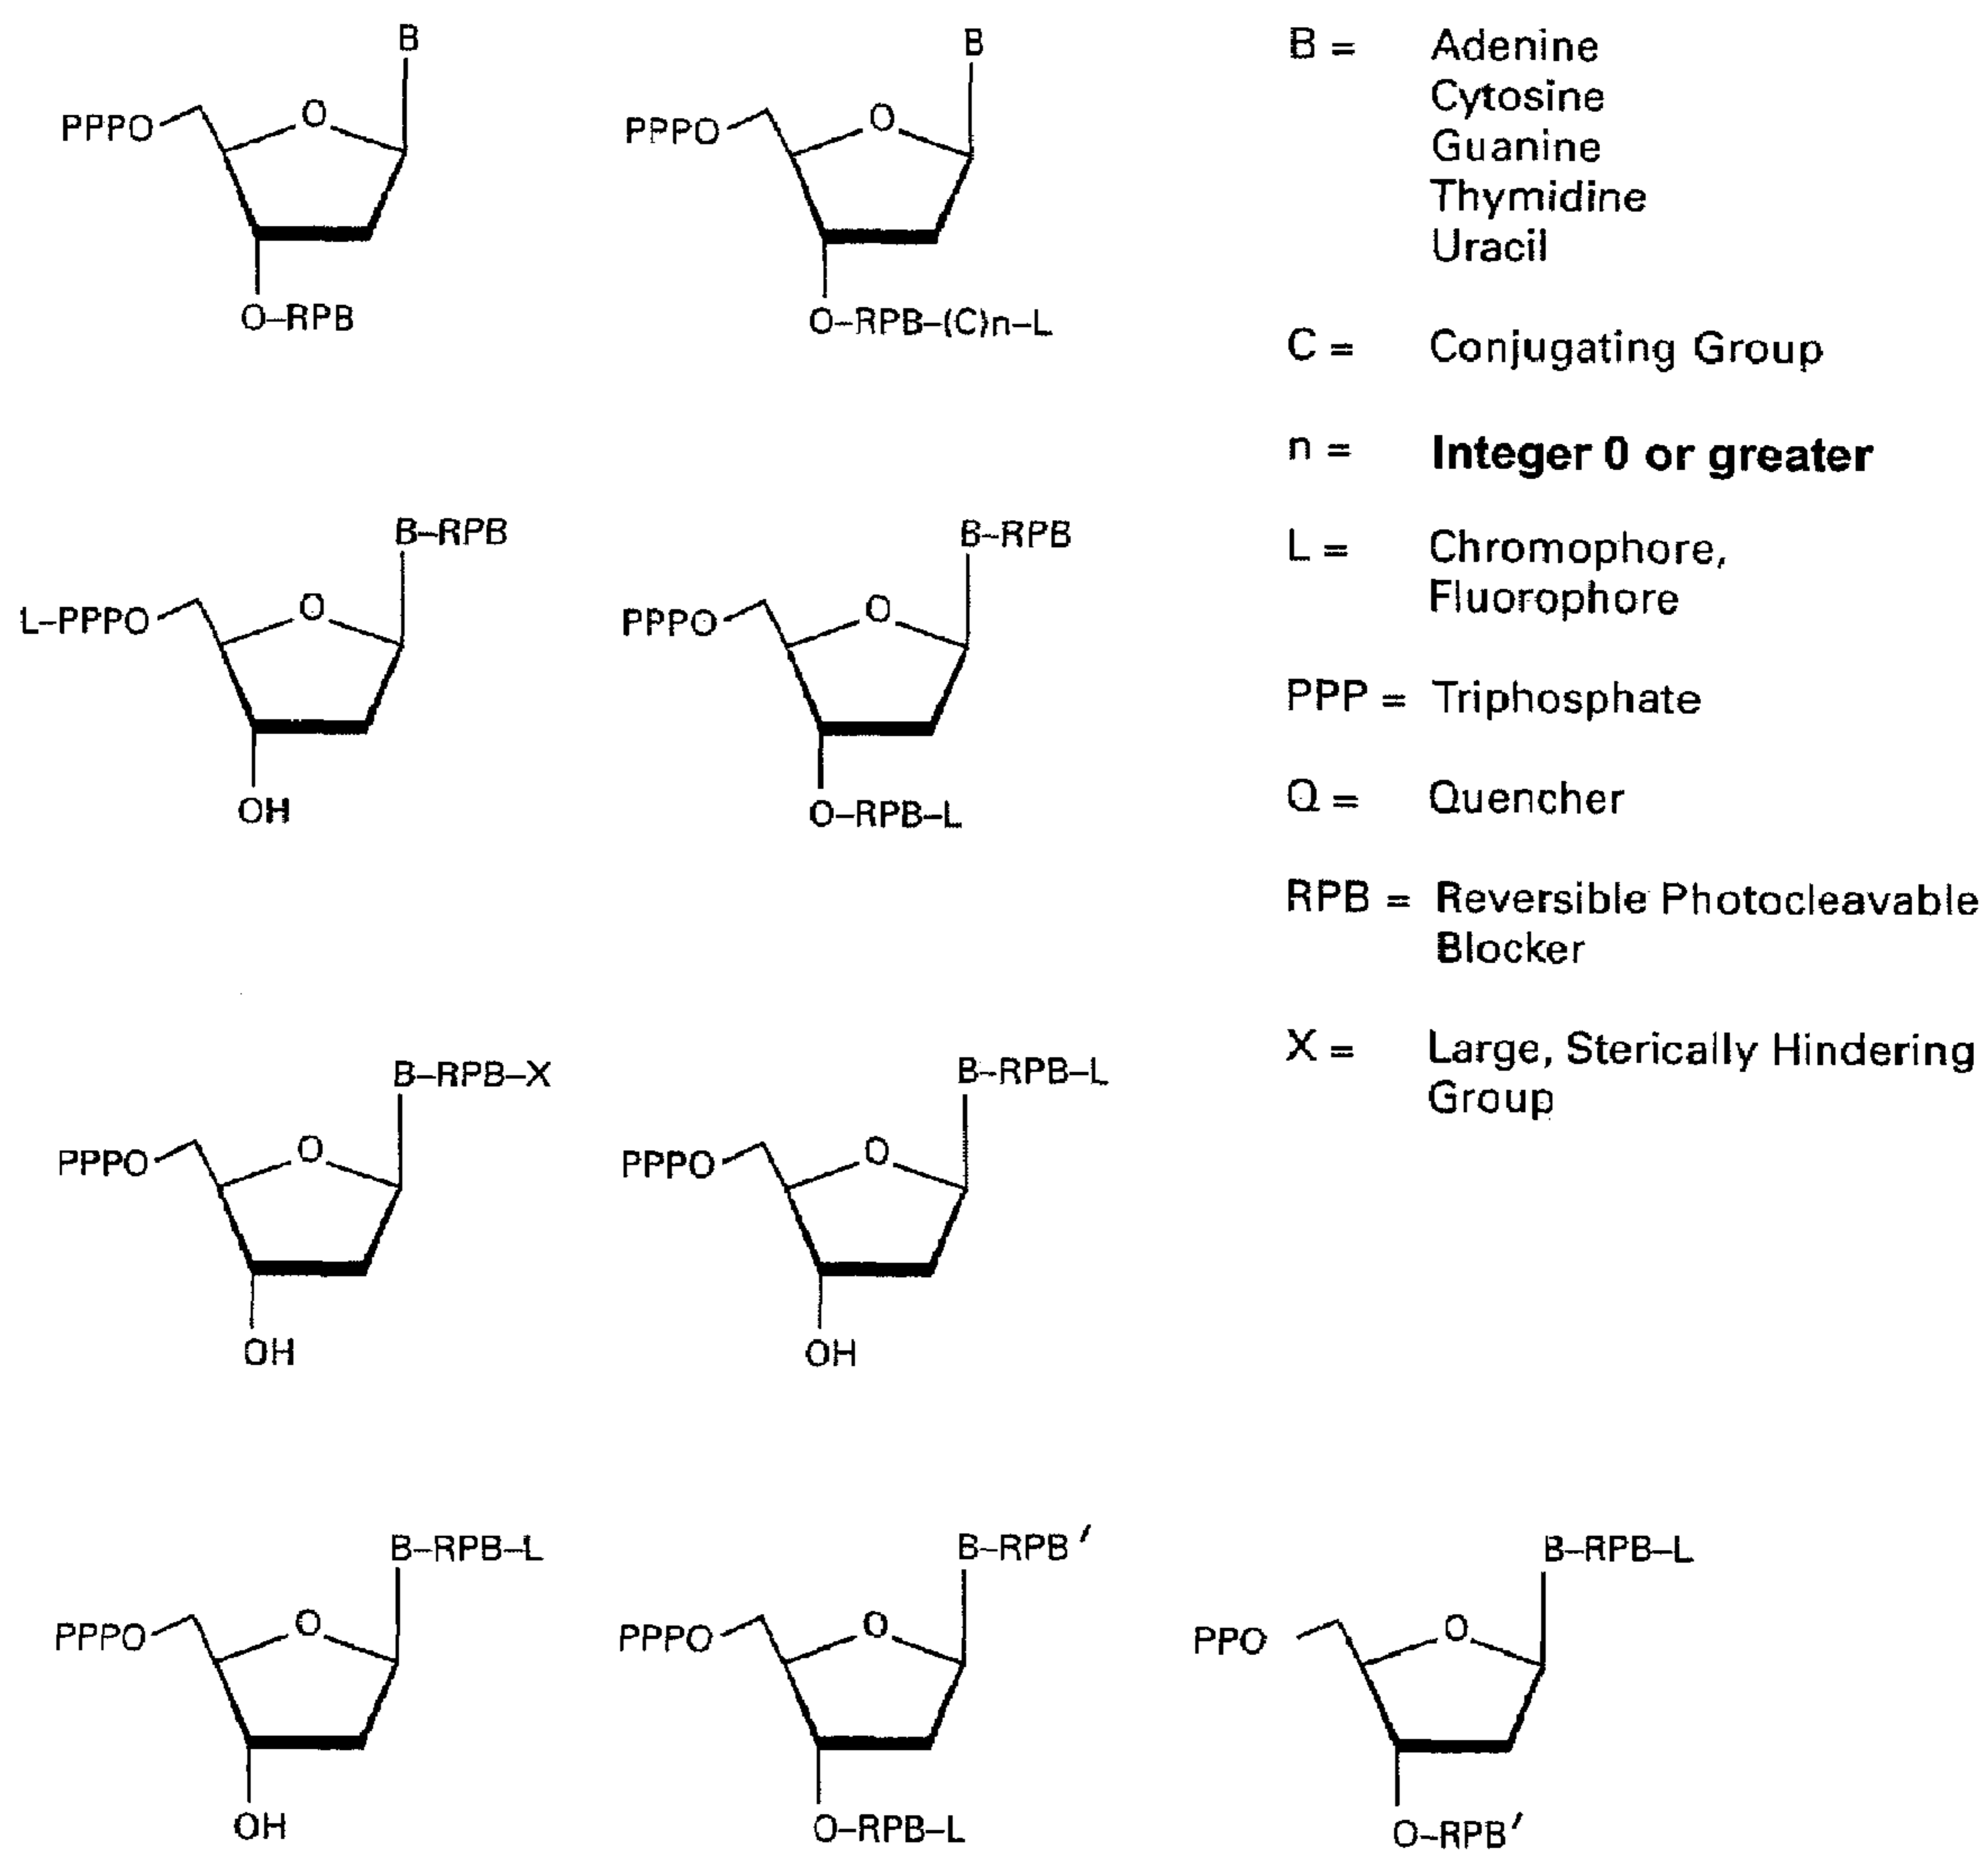 B
PPPO
O
O–RPB
B
PPPO
O
O–RPB–(C)n–L
B–RPB
L–PPPO
O
OH
B–RPB
PPPO
O
O–RPB–L
B–RPB–X
PPPO
O
OH
B–RPB–L
PPPO
O
OH
B–RPB–L
PPPO
O
OH
B–RPB′
PPPO
O
O–RPB–L
B–RPB–L
PPO
O
O–RPB′
B = Adenine
Cytosine
Guanine
Thymidine
Uracil
C = Conjugating Group
n = Integer 0 or greater
L = Chromophore,
Fluorophore
PPP = Triphosphate
Q = Quencher
RPB = Reversible Photocleavable
Blocker
X = Large, Sterically Hindering
Group